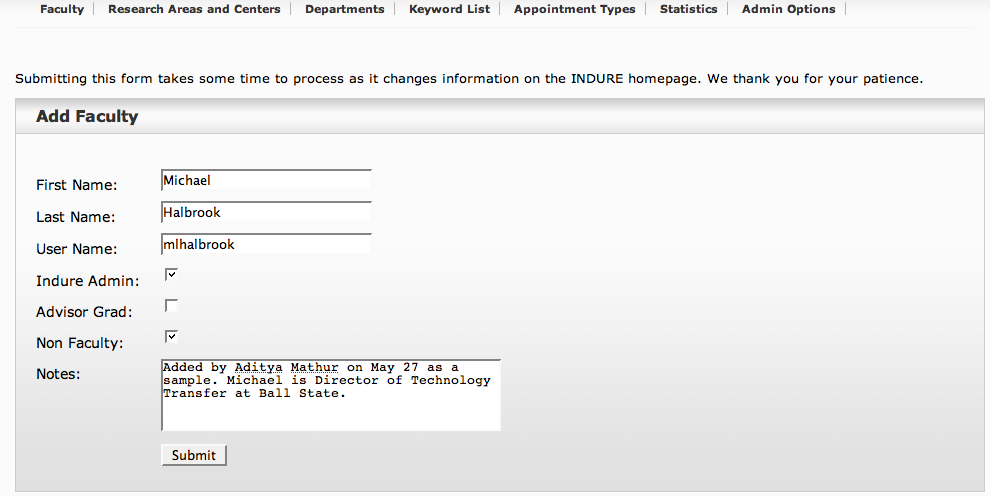 Faculty Research Areas and Centers Departments Keyword List Appointment Types Statistics Admin Options
Submitting this form takes some time to process as it changes information on the INDURE homepage. We thank you for your patience.
Add Faculty
First Name: Michael
Last Name: Halbrook
User Name: mlhalbrook
Indure Admin:
Advisor Grad:
Non Faculty:
Notes: Added by Aditya Mathur on May 27 as a
sample. Michael is Director of Technology
Transfer at Ball State.
Submit